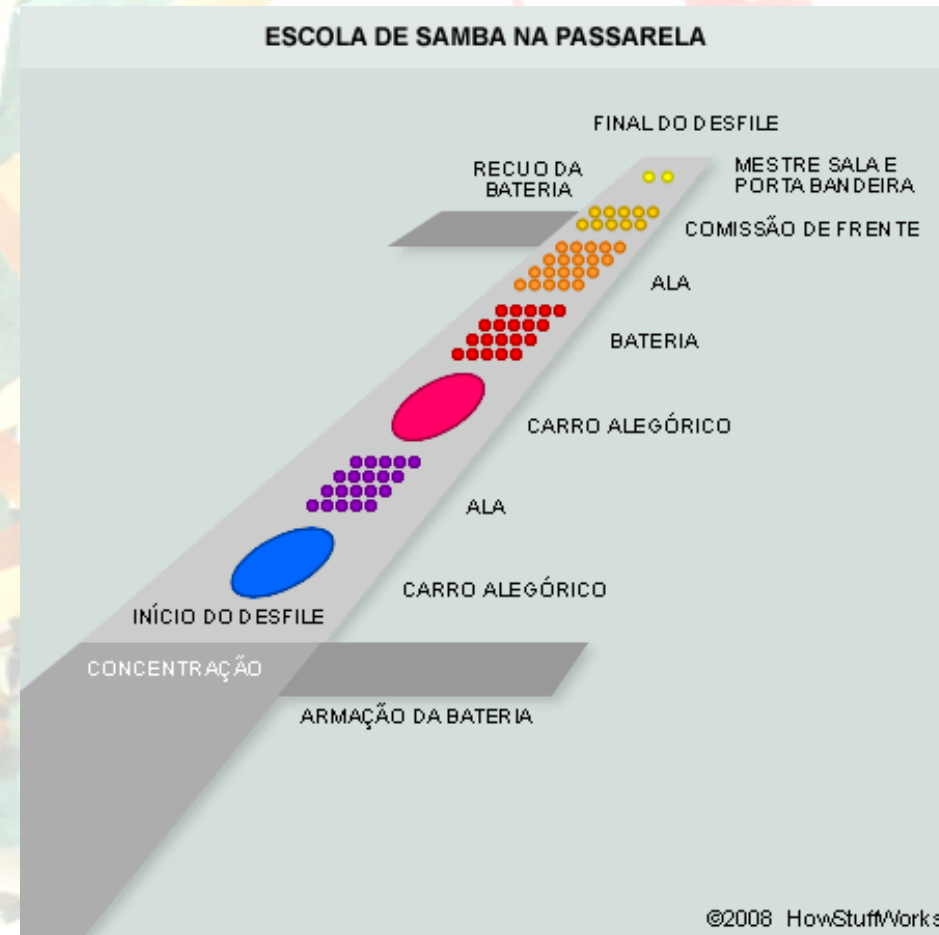 ESCOLA DE SAMBA NA PASSARELA
FINAL DO DESFILE
RECUO DA
BATERIA
MESTRE SALA E
PORTA BANDEIRA
COMISSÃO DE FRENTE
ALA
BATERIA
CARRO ALEGÓRICO
ALA
CARRO ALEGÓRICO
INÍCIO DO DESFILE
CONCENTRAÇÃO
ARMAÇÃO DA BATERIA
©2008 HowStuffWorks